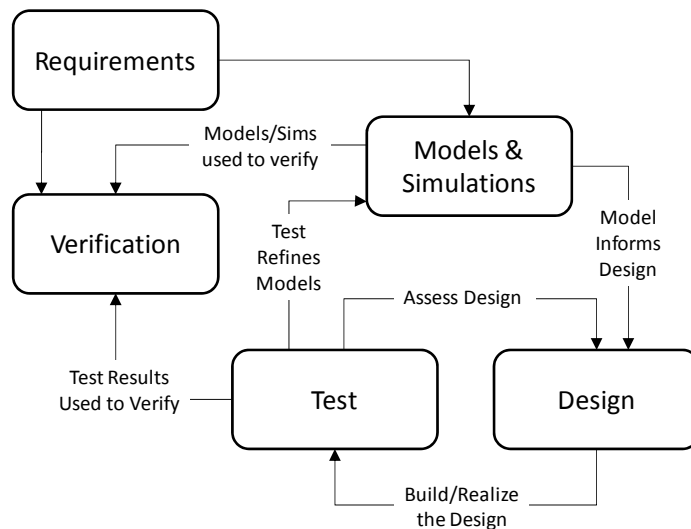 Requirements
Models/Sims
used to verify
Models &
Simulations
Verification
Test
Refines
Models
Model
Informs
Design
Assess Design
Test Results
Used to Verify
Test
Design
Build/Realize
the Design